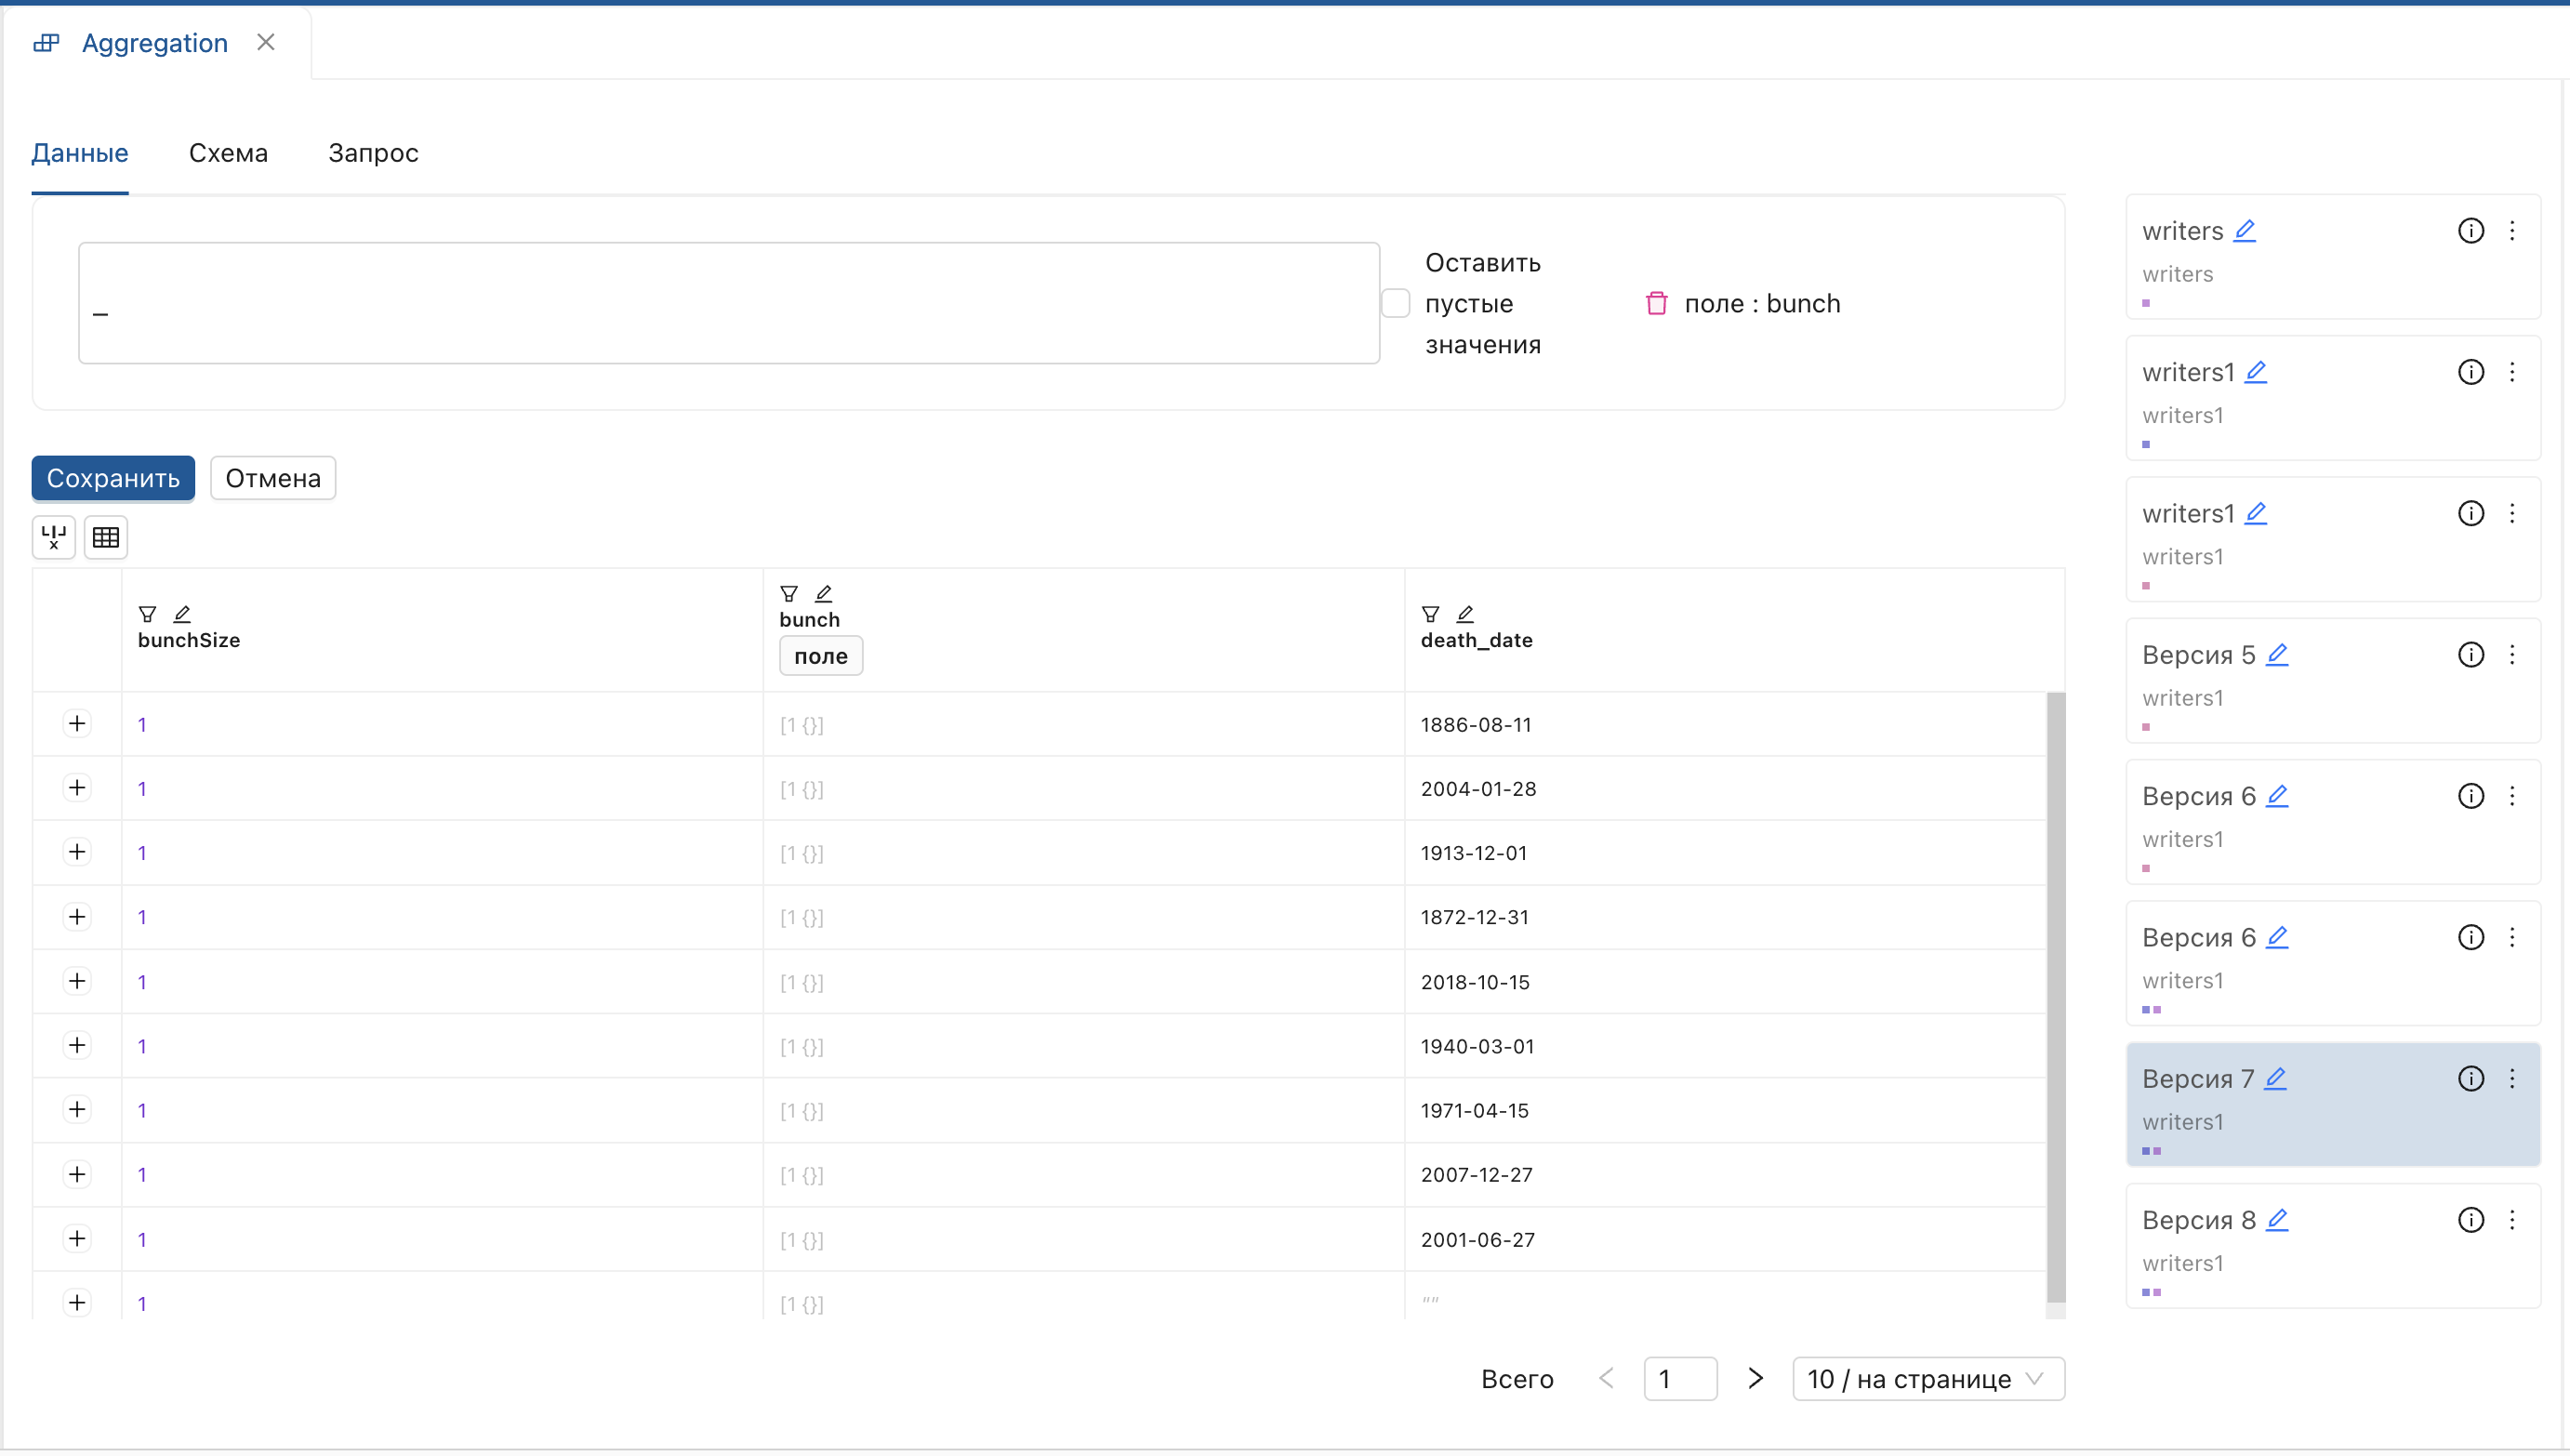 Aggregation
Данные Схема Запрос
_
Оставить
пустые
значения
поле : bunch
Сохранить Отмена
bunchSize
bunch
поле
death_date
1 [1 {}] 1886-08-11
1 [1 {}] 2004-01-28
1 [1 {}] 1913-12-01
1 [1 {}] 1872-12-31
1 [1 {}] 2018-10-15
1 [1 {}] 1940-03-01
1 [1 {}] 1971-04-15
1 [1 {}] 2007-12-27
1 [1 {}] 2001-06-27
1 [1 {}] ""
Всего 1 10 / на странице
writers
writers
writers1
writers1
writers1
writers1
Версия 5
writers1
Версия 6
writers1
Версия 6
writers1
Версия 7
writers1
Версия 8
writers1